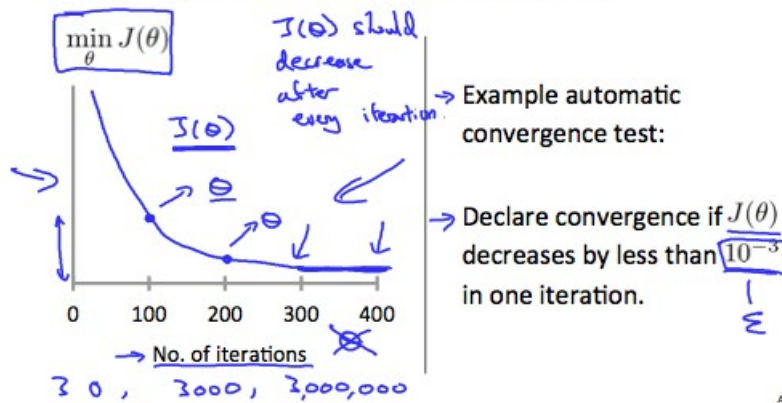 min J(θ)
θ
J(θ) should
decrease
after
every iteration.
J(θ)
θ
θ
0 100 200 300 400
→ No. of iterations
30, 3000, 3,000,000
→ Example automatic
convergence test:
→ Declare convergence if J(θ)
decreases by less than 10⁻³
in one iteration.
ε